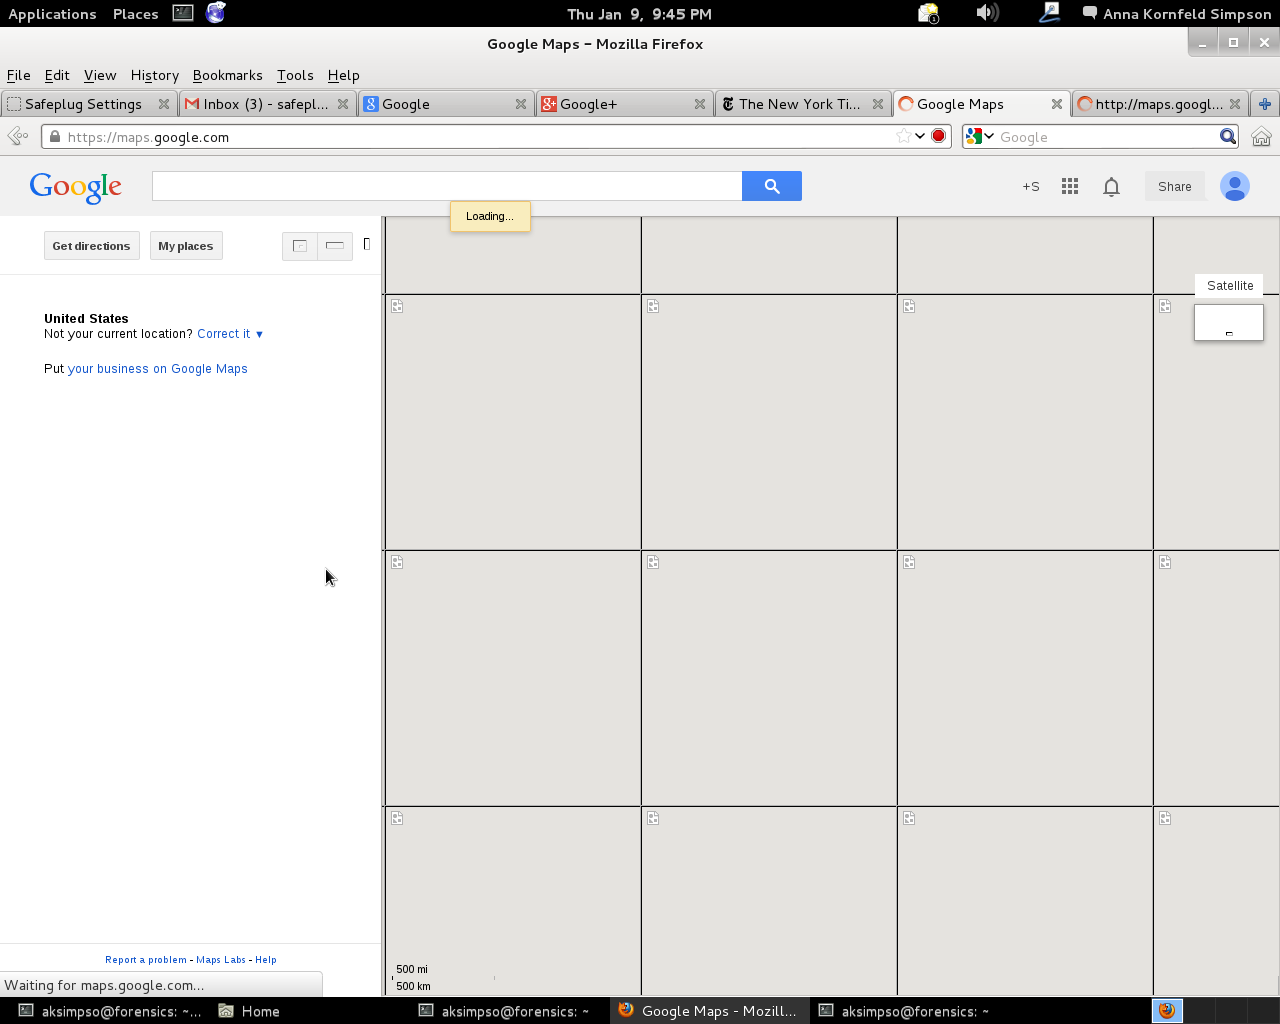 Applications Places Thu Jan 9, 9:45 PM 1 Anna Kornfeld Simpson
Google Maps - Mozilla Firefox
File Edit View History Bookmarks Tools Help
Safeplug Settings Inbox (3) - safepl... Google Google+ The New York Ti... Google Maps http://maps.googl...
https://maps.google.com Google
Google +S Share
Loading...
Get directions My places
Satellite
United States
Not your current location? Correct it ▼
Put your business on Google Maps
Report a problem - Maps Labs - Help
500 mi
500 km
Waiting for maps.google.com...
aksimpso@forensics: ~... Home aksimpso@forensics: ~ Google Maps - Mozill... aksimpso@forensics: ~